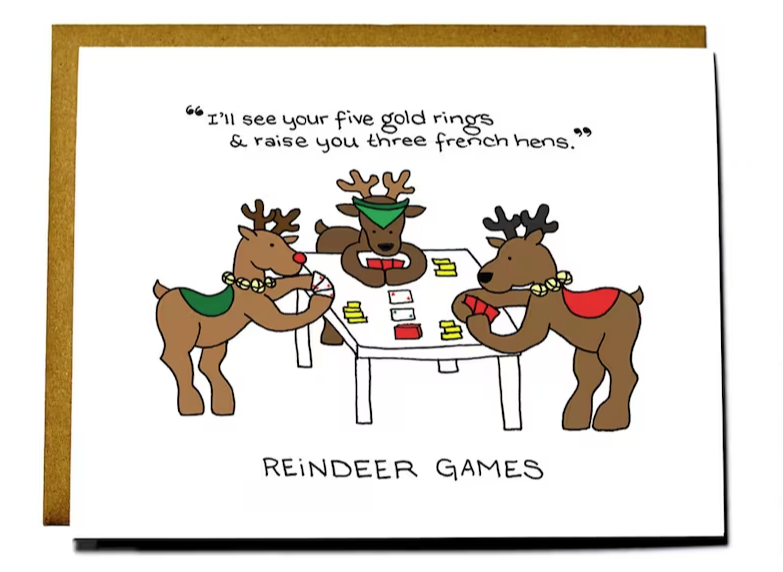 “I'll see your five gold rings
& raise you three french hens.”
REiNDEER GAMES